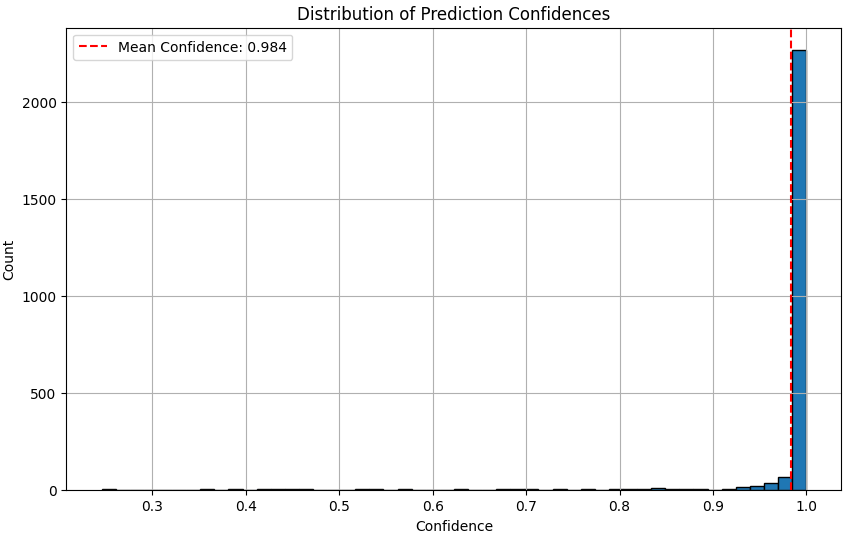 Distribution of Prediction Confidences
Mean Confidence: 0.984
2000
1500
1000
500
0
Count
0.3 0.4 0.5 0.6 0.7 0.8 0.9 1.0
Confidence